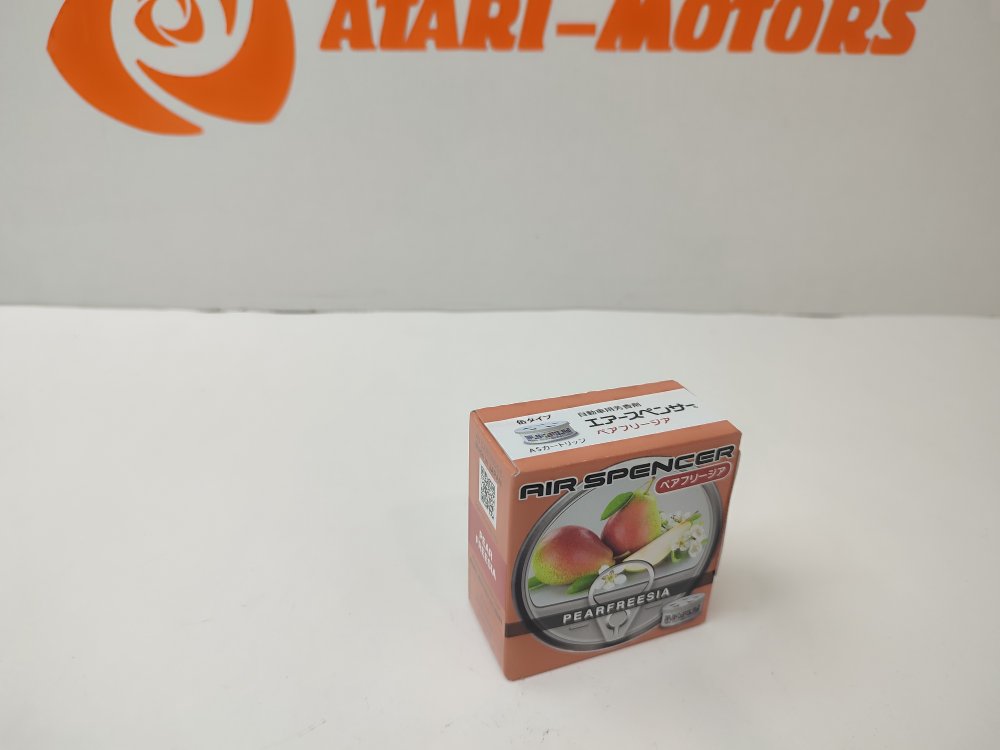 ATARI-MOTORS
缶タイプ
ASカートリッジ
自動車用芳香剤
エアースペンサー
ペアフリージア
AIR SPENCER
ペアフリージア
PEARFREESIA
PEAR
FREESIA